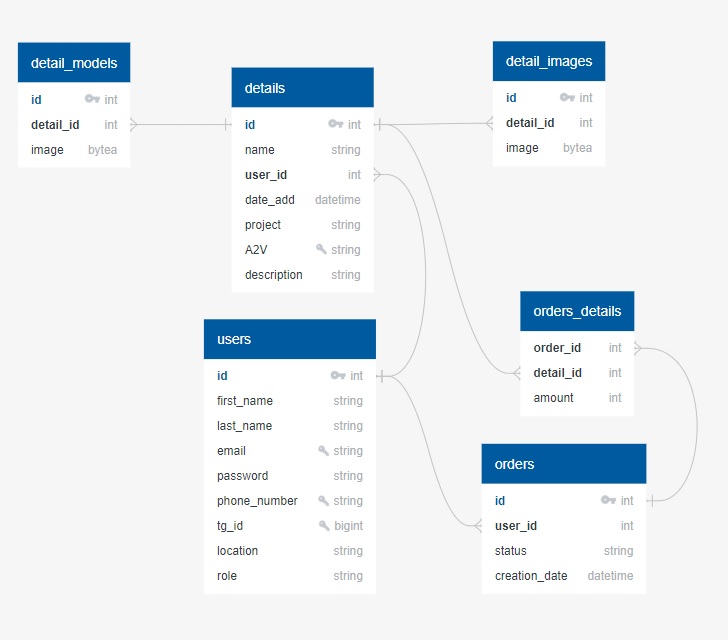 detail_models
id int
detail_id int
image bytea
details
id int
name string
user_id int
date_add datetime
project string
A2V string
description string
detail_images
id int
detail_id int
image bytea
users
id int
first_name string
last_name string
email string
password string
phone_number string
tg_id bigint
location string
role string
orders_details
order_id int
detail_id int
amount int
orders
id int
user_id int
status string
creation_date datetime